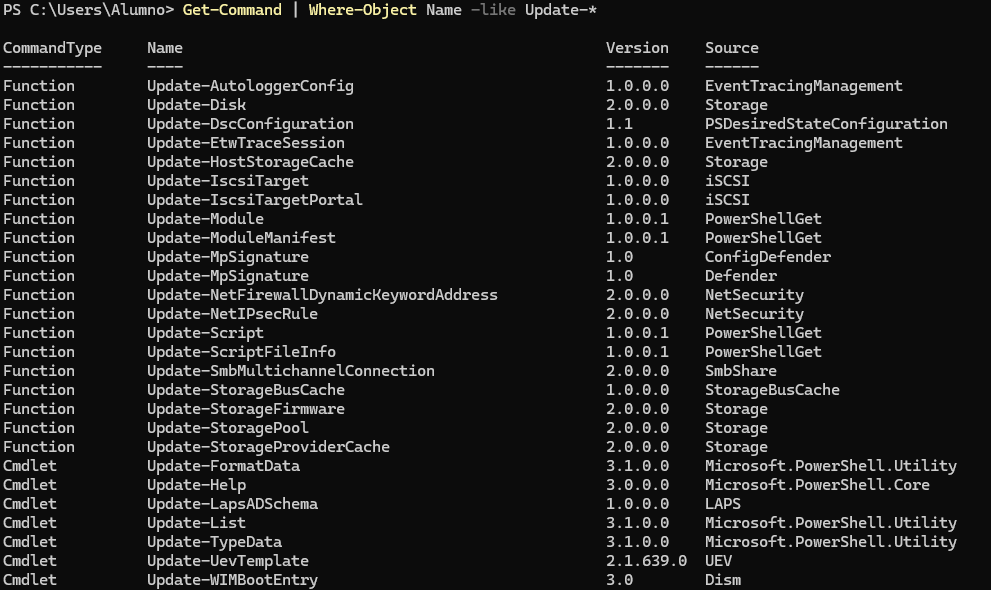 PS C:\Users\Alumno> Get-Command | Where-Object Name -like Update-*
CommandType     Name                                               Version    Source
-----------     ----                                               -------    ------
Function        Update-AutologgerConfig                            1.0.0.0    EventTracingManagement
Function        Update-Disk                                        2.0.0.0    Storage
Function        Update-DscConfiguration                            1.1        PSDesiredStateConfiguration
Function        Update-EtwTraceSession                             1.0.0.0    EventTracingManagement
Function        Update-HostStorageCache                            2.0.0.0    Storage
Function        Update-IscsiTarget                                 1.0.0.0    iSCSI
Function        Update-IscsiTargetPortal                           1.0.0.0    iSCSI
Function        Update-Module                                      1.0.0.1    PowerShellGet
Function        Update-ModuleManifest                              1.0.0.1    PowerShellGet
Function        Update-MpSignature                                 1.0        ConfigDefender
Function        Update-MpSignature                                 1.0        Defender
Function        Update-NetFirewallDynamicKeywordAddress            2.0.0.0    NetSecurity
Function        Update-NetIPsecRule                                2.0.0.0    NetSecurity
Function        Update-Script                                      1.0.0.1    PowerShellGet
Function        Update-ScriptFileInfo                              1.0.0.1    PowerShellGet
Function        Update-SmbMultichannelConnection                   2.0.0.0    SmbShare
Function        Update-StorageBusCache                             1.0.0.0    StorageBusCache
Function        Update-StorageFirmware                             2.0.0.0    Storage
Function        Update-StoragePool                                 2.0.0.0    Storage
Function        Update-StorageProviderCache                        2.0.0.0    Storage
Cmdlet          Update-FormatData                                  3.1.0.0    Microsoft.PowerShell.Utility
Cmdlet          Update-Help                                        3.0.0.0    Microsoft.PowerShell.Core
Cmdlet          Update-LapsADSchema                                1.0.0.0    LAPS
Cmdlet          Update-List                                        3.1.0.0    Microsoft.PowerShell.Utility
Cmdlet          Update-TypeData                                    3.1.0.0    Microsoft.PowerShell.Utility
Cmdlet          Update-UevTemplate                                 2.1.639.0  UEV
Cmdlet          Update-WIMBootEntry                                3.0        Dism